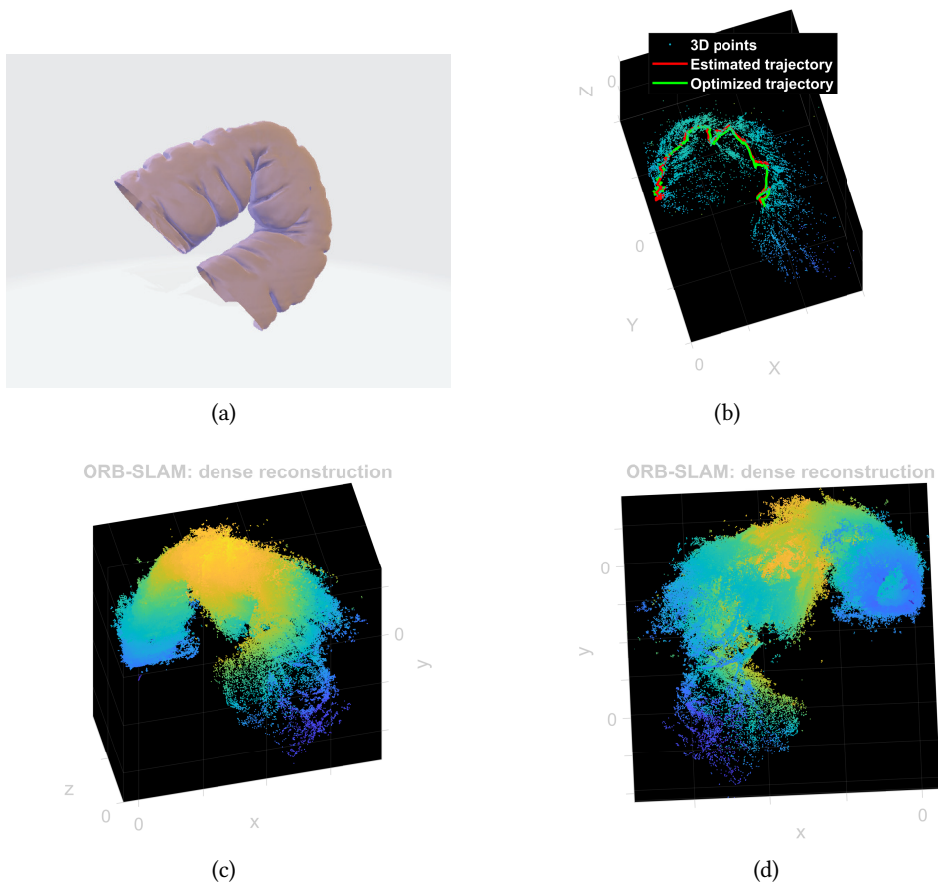 3D points
Estimated trajectory
Optimized trajectory
Z
0
0
Y
0
X
(a)
(b)
ORB-SLAM: dense reconstruction
0
y
z
0
0
x
(c)
ORB-SLAM: dense reconstruction
0
y
0
0
x
(d)